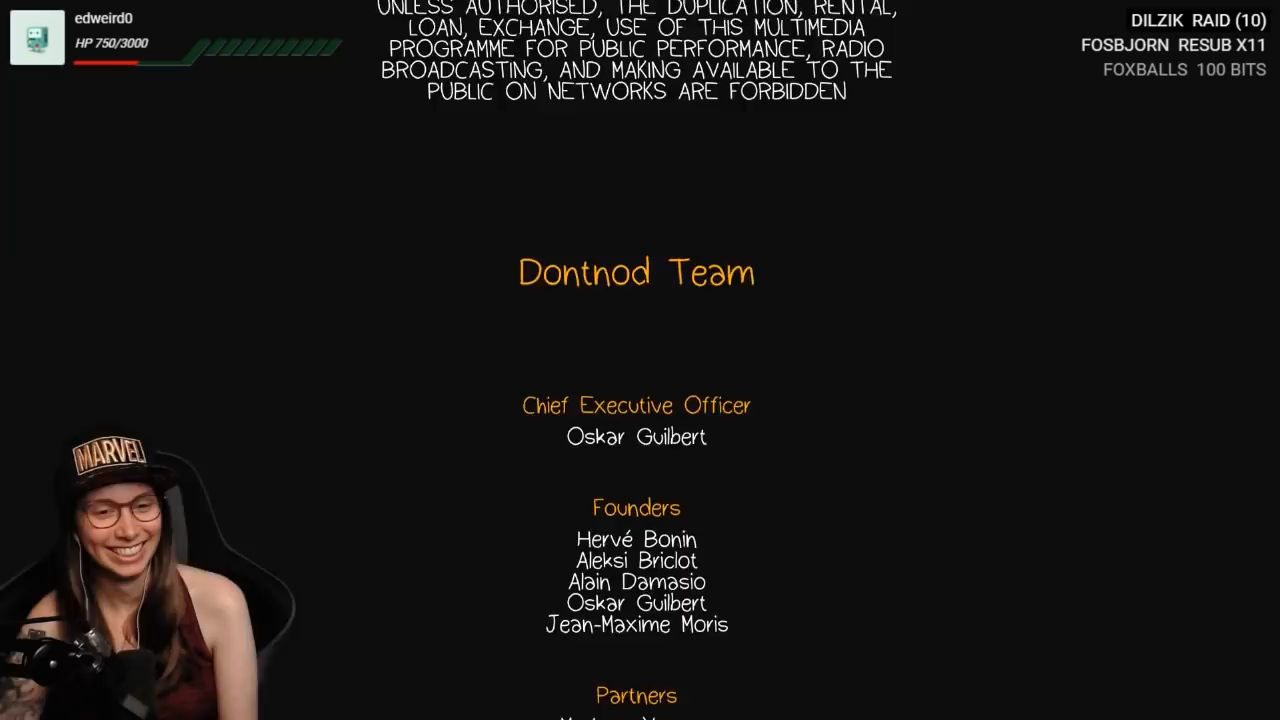 edweird0
HP 750/3000
DILZIK RAID (10)
FOSBJORN RESUB X11
FOXBALLS 100 BITS
UNLESS AUTHORISED, THE DUPLICATION, RENTAL,
LOAN, EXCHANGE, USE OF THIS MULTIMEDIA
PROGRAMME FOR PUBLIC PERFORMANCE, RADIO
BROADCASTING, AND MAKING AVAILABLE TO THE
PUBLIC ON NETWORKS ARE FORBIDDEN
Dontnod Team
Chief Executive Officer
Oskar Guilbert
Founders
Hervé Bonin
Aleksi Briclot
Alain Damasio
Oskar Guilbert
Jean-Maxime Moris
Partners
MARVEL